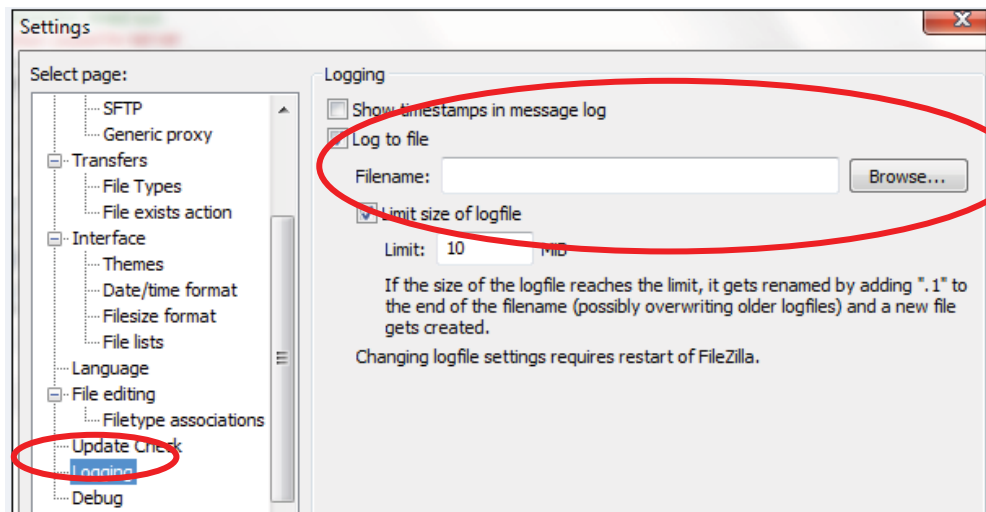 Settings
Select page:
SFTP
Generic proxy
Transfers
File Types
File exists action
Interface
Themes
Date/time format
Filesize format
File lists
Language
File editing
Filetype associations
Update Check
Logging
Debug
Logging
Show timestamps in message log
Log to file
Filename:
Browse...
Limit size of logfile
Limit: 10 MiB
If the size of the logfile reaches the limit, it gets renamed by adding ".1" to
the end of the filename (possibly overwriting older logfiles) and a new file
gets created.
Changing logfile settings requires restart of FileZilla.